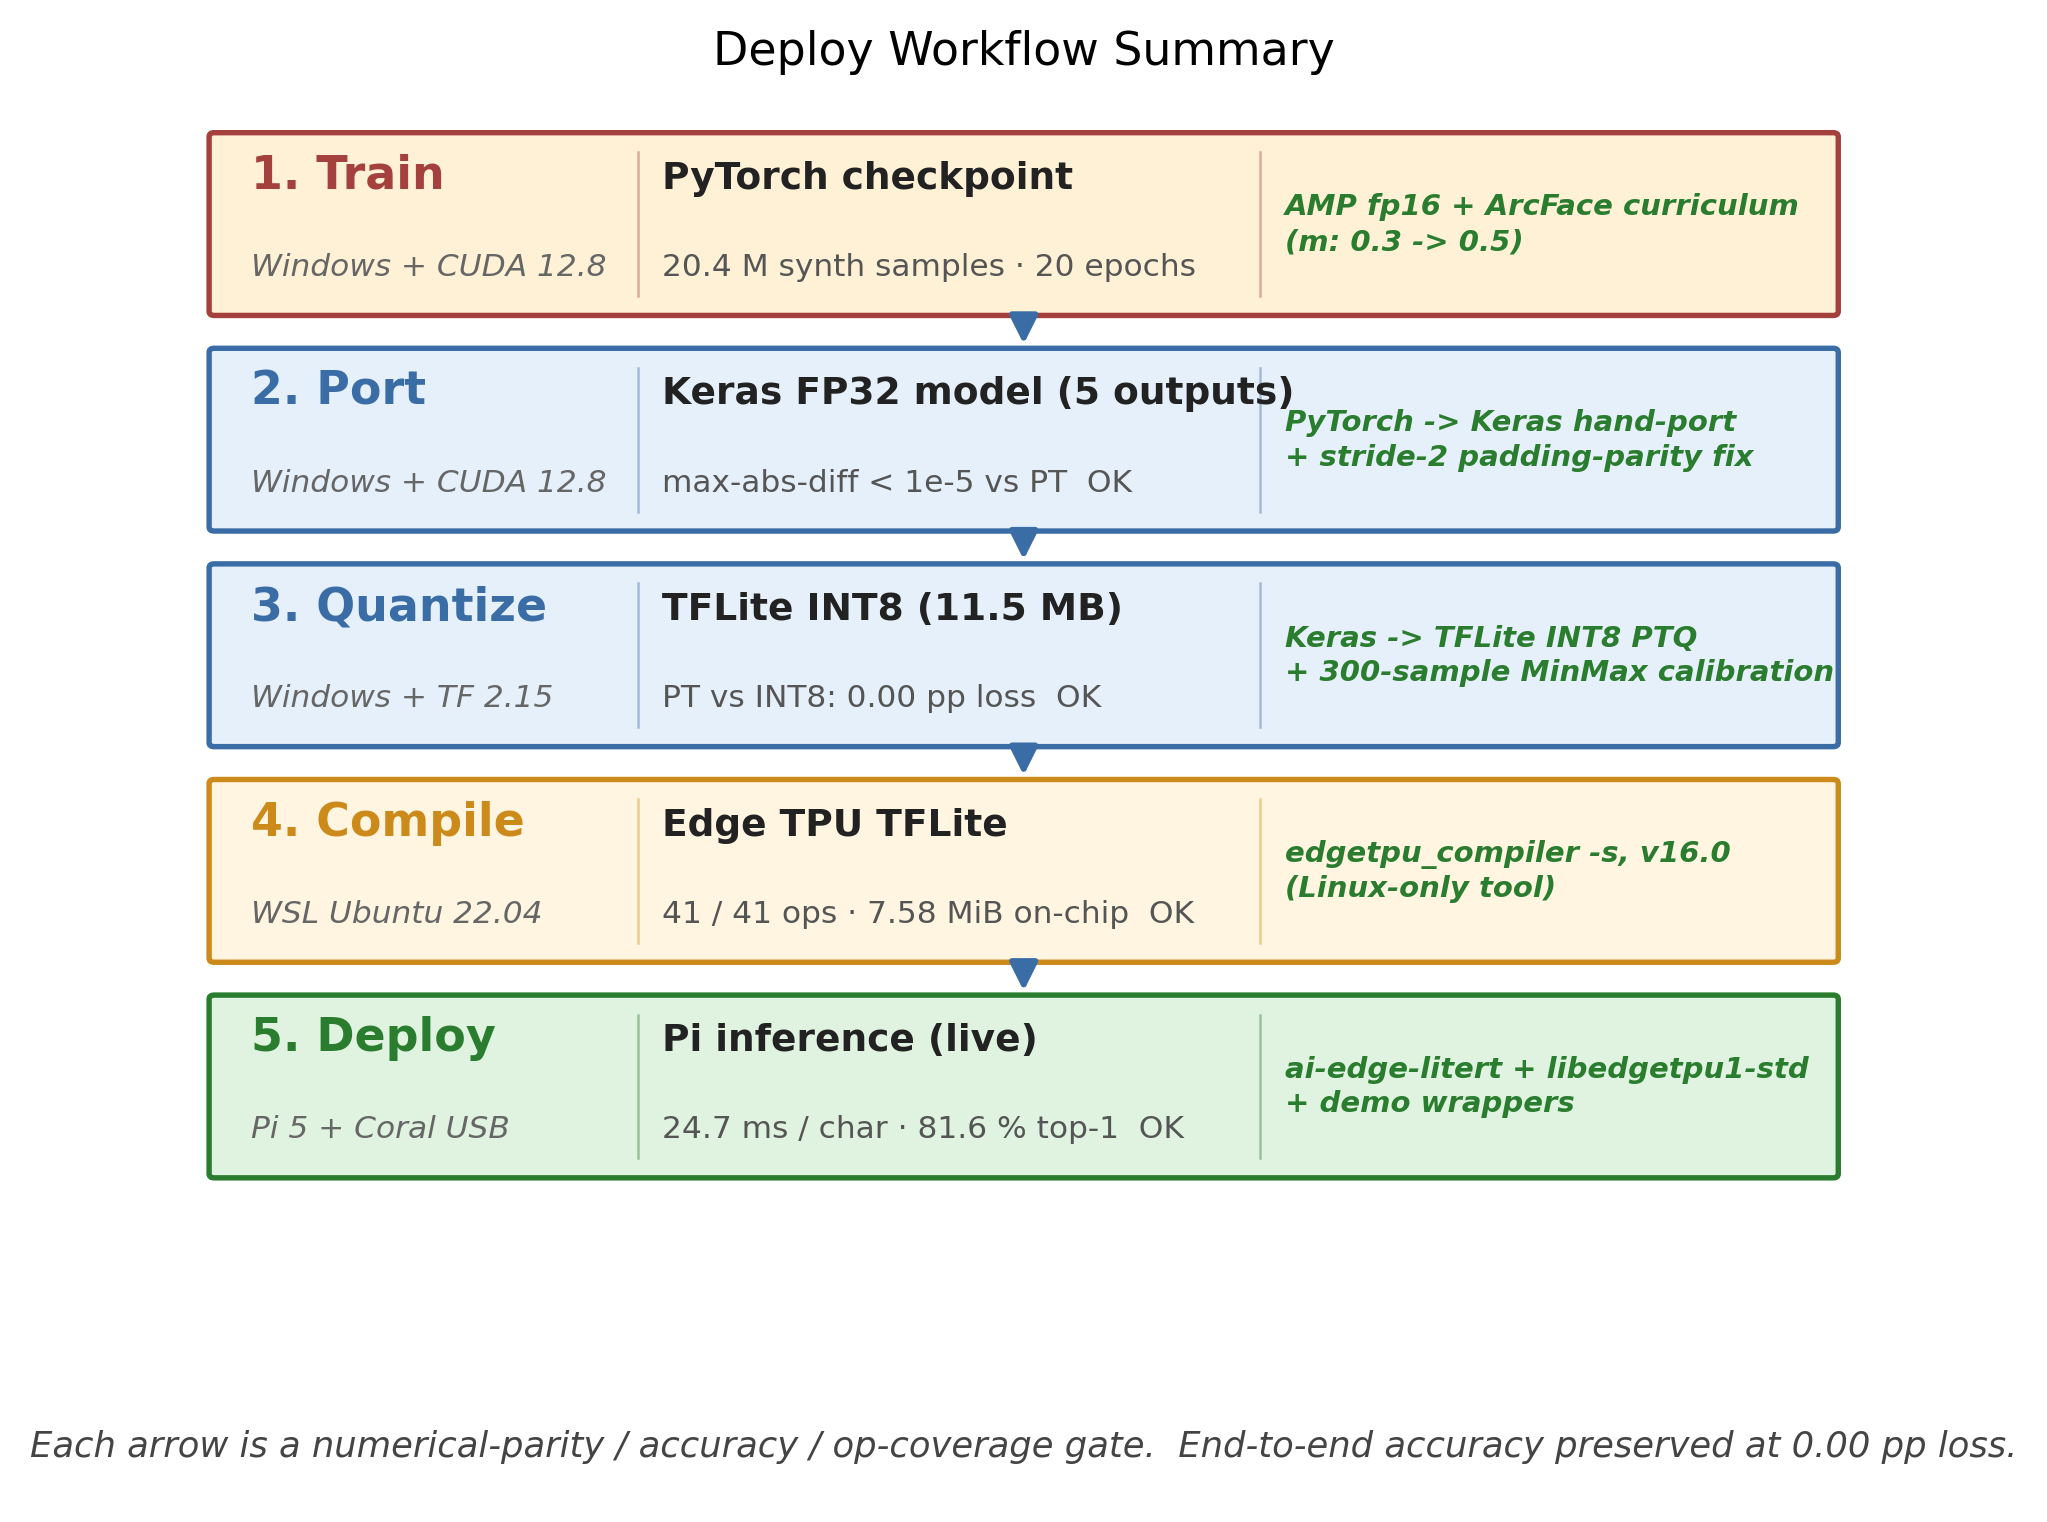 Deploy Workflow Summary
1. Train
Windows + CUDA 12.8
PyTorch checkpoint
20.4 M synth samples · 20 epochs
AMP fp16 + ArcFace curriculum
(m: 0.3 -> 0.5)
2. Port
Windows + CUDA 12.8
Keras FP32 model (5 outputs)
max-abs-diff < 1e-5 vs PT  OK
PyTorch -> Keras hand-port
+ stride-2 padding-parity fix
3. Quantize
Windows + TF 2.15
TFLite INT8 (11.5 MB)
PT vs INT8: 0.00 pp loss  OK
Keras -> TFLite INT8 PTQ
+ 300-sample MinMax calibration
4. Compile
WSL Ubuntu 22.04
Edge TPU TFLite
41 / 41 ops · 7.58 MiB on-chip  OK
edgetpu_compiler -s, v16.0
(Linux-only tool)
5. Deploy
Pi 5 + Coral USB
Pi inference (live)
24.7 ms / char · 81.6 % top-1  OK
ai-edge-litert + libedgetpu1-std
+ demo wrappers
Each arrow is a numerical-parity / accuracy / op-coverage gate.  End-to-end accuracy preserved at 0.00 pp loss.